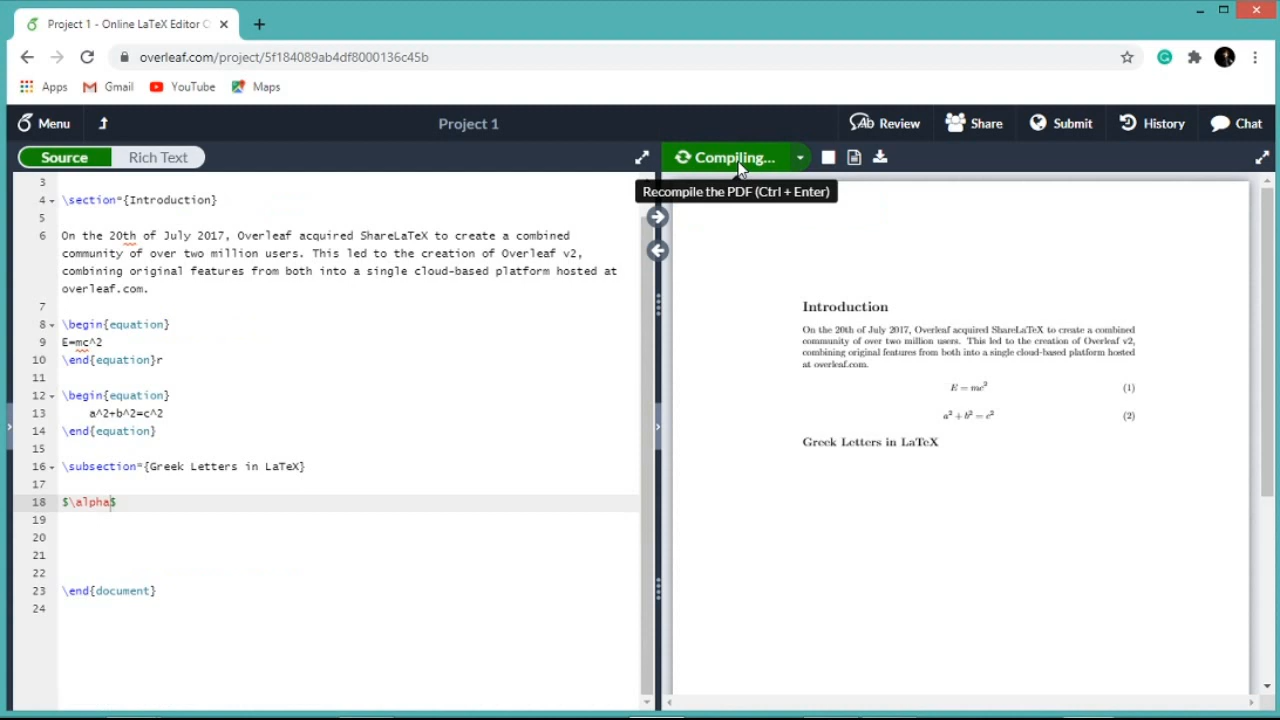 Project 1 - Online LaTeX Editor O
overleaf.com/project/5f184089ab4df8000136c45b
Apps Gmail YouTube Maps
Menu Project 1 Review Share Submit History Chat
Source Rich Text Compiling...
Recompile the PDF (Ctrl + Enter)
3
4 \section*{Introduction}
5
6 On the 20th of July 2017, Overleaf acquired ShareLaTeX to create a combined
community of over two million users. This led to the creation of Overleaf v2,
combining original features from both into a single cloud-based platform hosted at
overleaf.com.
7
8 \begin{equation}
9 E=mc^2
10 \end{equation}r
11
12 \begin{equation}
13 a^2+b^2=c^2
14 \end{equation}
15
16 \subsection*{Greek Letters in LaTeX}
17
18 $\alpha$
19
20
21
22
23 \end{document}
24
Introduction
On the 20th of July 2017, Overleaf acquired ShareLaTeX to create a combined
community of over two million users. This led to the creation of Overleaf v2,
combining original features from both into a single cloud-based platform hosted
at overleaf.com.
E = mc² (1)
a² + b² = c² (2)
Greek Letters in LaTeX